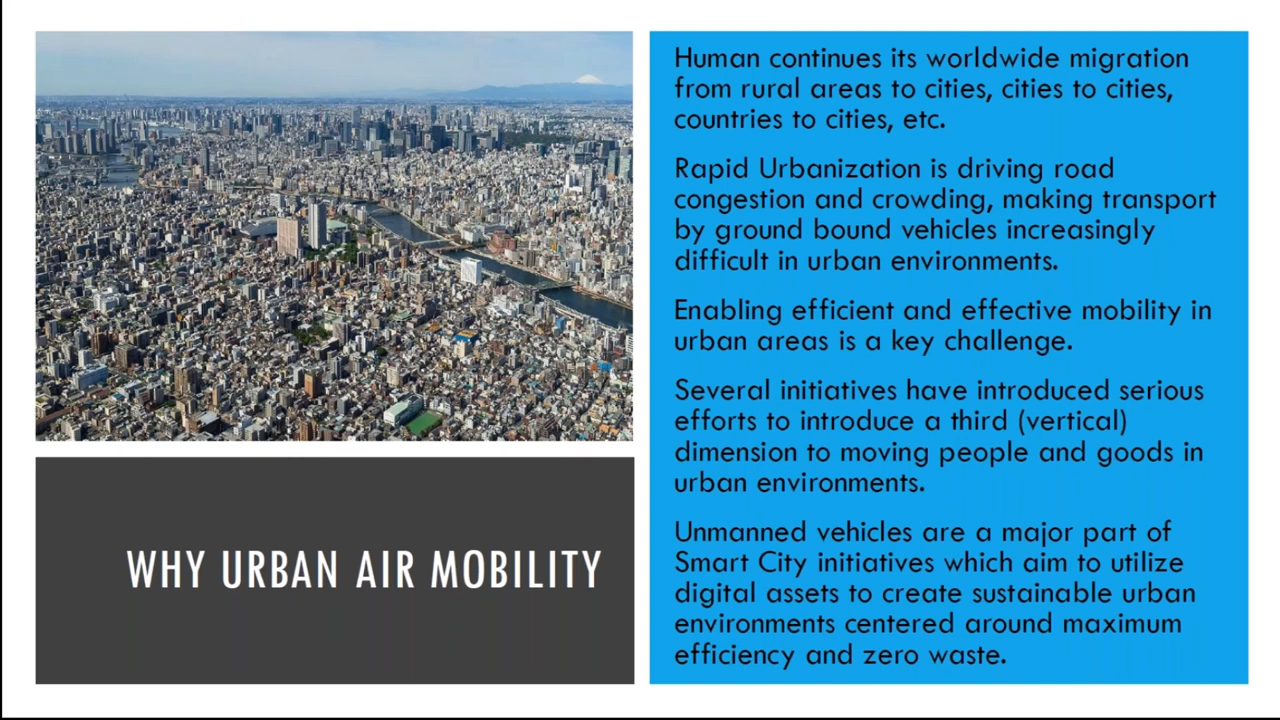 Human continues its worldwide migration
from rural areas to cities, cities to cities,
countries to cities, etc.
Rapid Urbanization is driving road
congestion and crowding, making transport
by ground bound vehicles increasingly
difficult in urban environments.
Enabling efficient and effective mobility in
urban areas is a key challenge.
Several initiatives have introduced serious
efforts to introduce a third (vertical)
dimension to moving people and goods in
urban environments.
Unmanned vehicles are a major part of
Smart City initiatives which aim to utilize
digital assets to create sustainable urban
environments centered around maximum
efficiency and zero waste.
WHY URBAN AIR MOBILITY